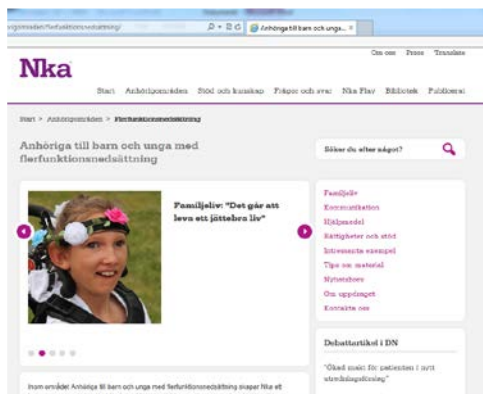 Anhöriga till barn och unga...
Om oss Press Translate
Nka
Start Anhörigområden Stöd och kunskap Frågor och svar Nka Play Bibliotek Publicerat
Start > Anhörigområden > Flerfunktionsnedsättning
Anhöriga till barn och unga med
flerfunktionsnedsättning
Söker du efter något?
Familjeliv: "Det går att
leva ett jättebra liv"
Familjeliv
Kommunikation
Hjälpmedel
Rättigheter och stöd
Intressanta exempel
Tips om material
Nyhetsbrev
Om uppdraget
Kontakta oss
Debattartikel i DN
"Ökad makt för patienten i nytt
utredningsförslag"
Inom området Anhöriga till barn och unga med flerfunktionsnedsättning skapar Nka ett